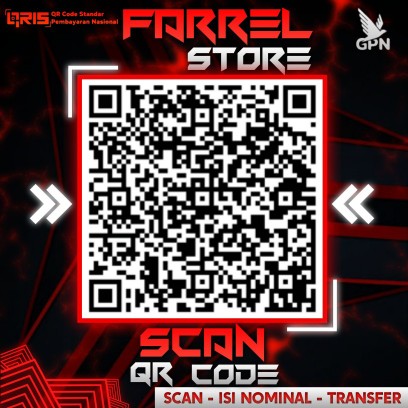 QRIS QR Code Standar
Pembayaran Nasional
FARREL
STORE
GPN
SCAN
QR CODE
SCAN - ISI NOMINAL - TRANSFER